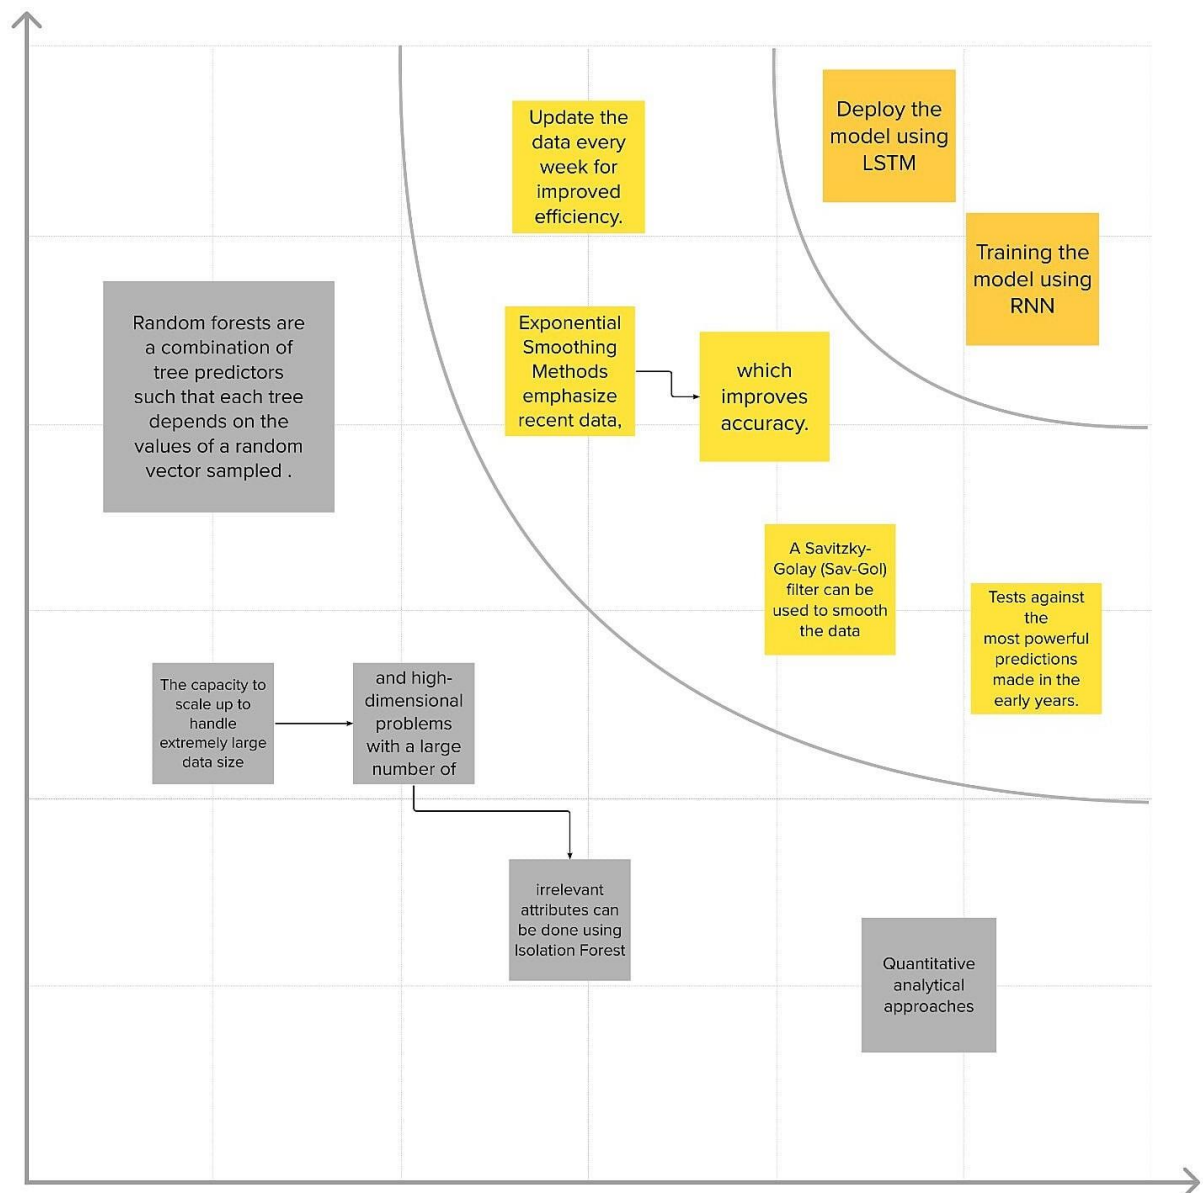 Update the
data every
week for
improved
efficiency.
Deploy the
model using
LSTM
Training the
model using
RNN
Random forests are
a combination of
tree predictors
such that each tree
depends on the
values of a random
vector sampled .
Exponential
Smoothing
Methods
emphasize
recent data,
which
improves
accuracy.
A Savitzky-
Golay (Sav-Gol)
filter can be
used to smooth
the data
Tests against
the
most powerful
predictions
made in the
early years.
The capacity to
scale up to
handle
extremely large
data size
and high-
dimensional
problems
with a large
number of
irrelevant
attributes can
be done using
Isolation Forest
Quantitative
analytical
approaches